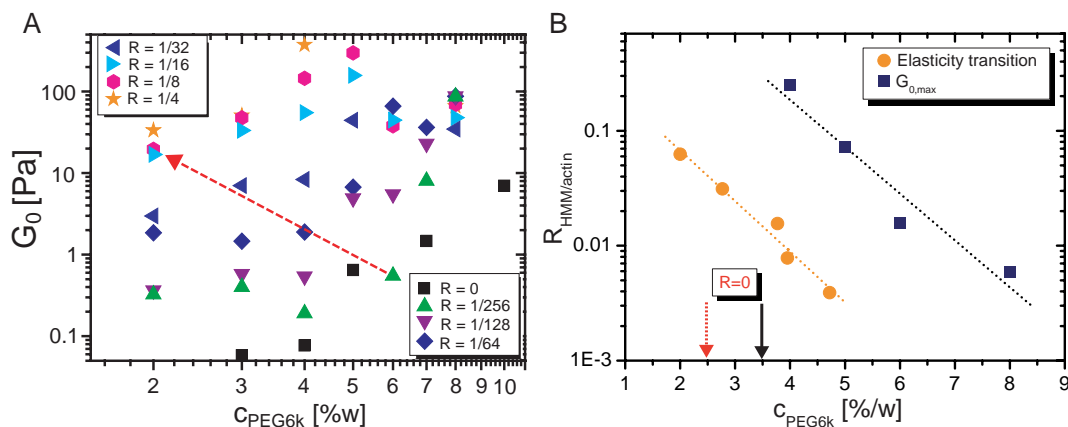 A
G0 [Pa]
100
10
1
0.1
R = 1/32
R = 1/16
R = 1/8
R = 1/4
R = 0
R = 1/256
R = 1/128
R = 1/64
2 3 4 5 6 7 8 9 10
cPEG6k [%w]
B
RHMM/actin
0.1
0.01
1E-3
Elasticity transition
G0,max
R=0
1 2 3 4 5 6 7 8 9
cPEG6k [%/w]